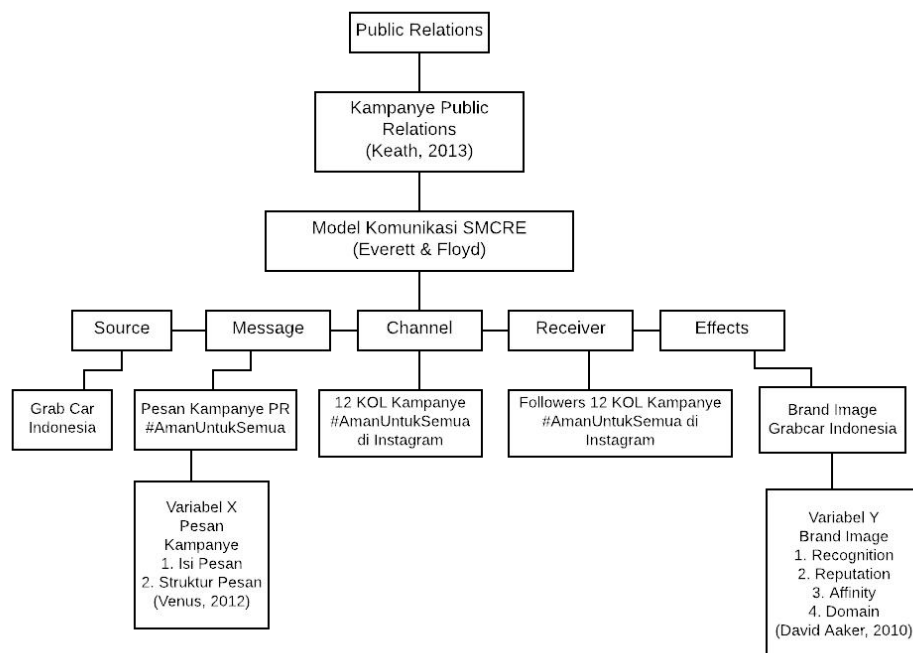 Public Relations
Kampanye Public
Relations
(Keath, 2013)
Model Komunikasi SMCRE
(Everett & Floyd)
Source
Message
Channel
Receiver
Effects
Grab Car
Indonesia
Pesan Kampanye PR
#AmanUntukSemua
12 KOL Kampanye
#AmanUntukSemua
di Instagram
Followers 12 KOL Kampanye
#AmanUntukSemua di
Instagram
Brand Image
Grabcar Indonesia
Variabel X
Pesan
Kampanye
1. Isi Pesan
2. Struktur Pesan
(Venus, 2012)
Variabel Y
Brand Image
1. Recognition
2. Reputation
3. Affinity
4. Domain
(David Aaker, 2010)